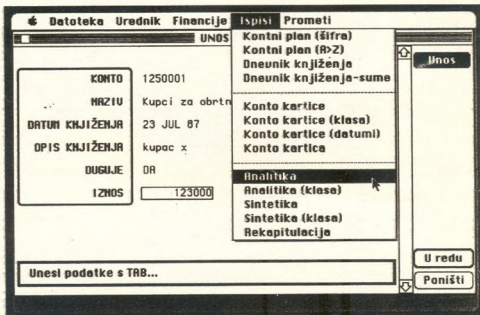 Datoteka Urednik Financije Ispisi Prometi
UNOS
Kontni plan (šifra)
Kontni plan (A>Z)
Dnevnik knjiženja
Dnevnik knjiženja-sume
Konto kartice
Konto kartice (klasa)
Konto kartice (datumi)
Konto kartica
Analitika
Analitika (klasa)
Sintetika
Sintetika (klasa)
Rekapitulacija
Unos
KONTO 1250001
NAZIV Kupci za obrtn
DATUM KNJIŽENJA 23 JUL 87
OPIS KNJIŽENJA kupac x
DUGUJE DA
IZNOS 123000
Unesi podatke s TAB...
U redu
Poništi